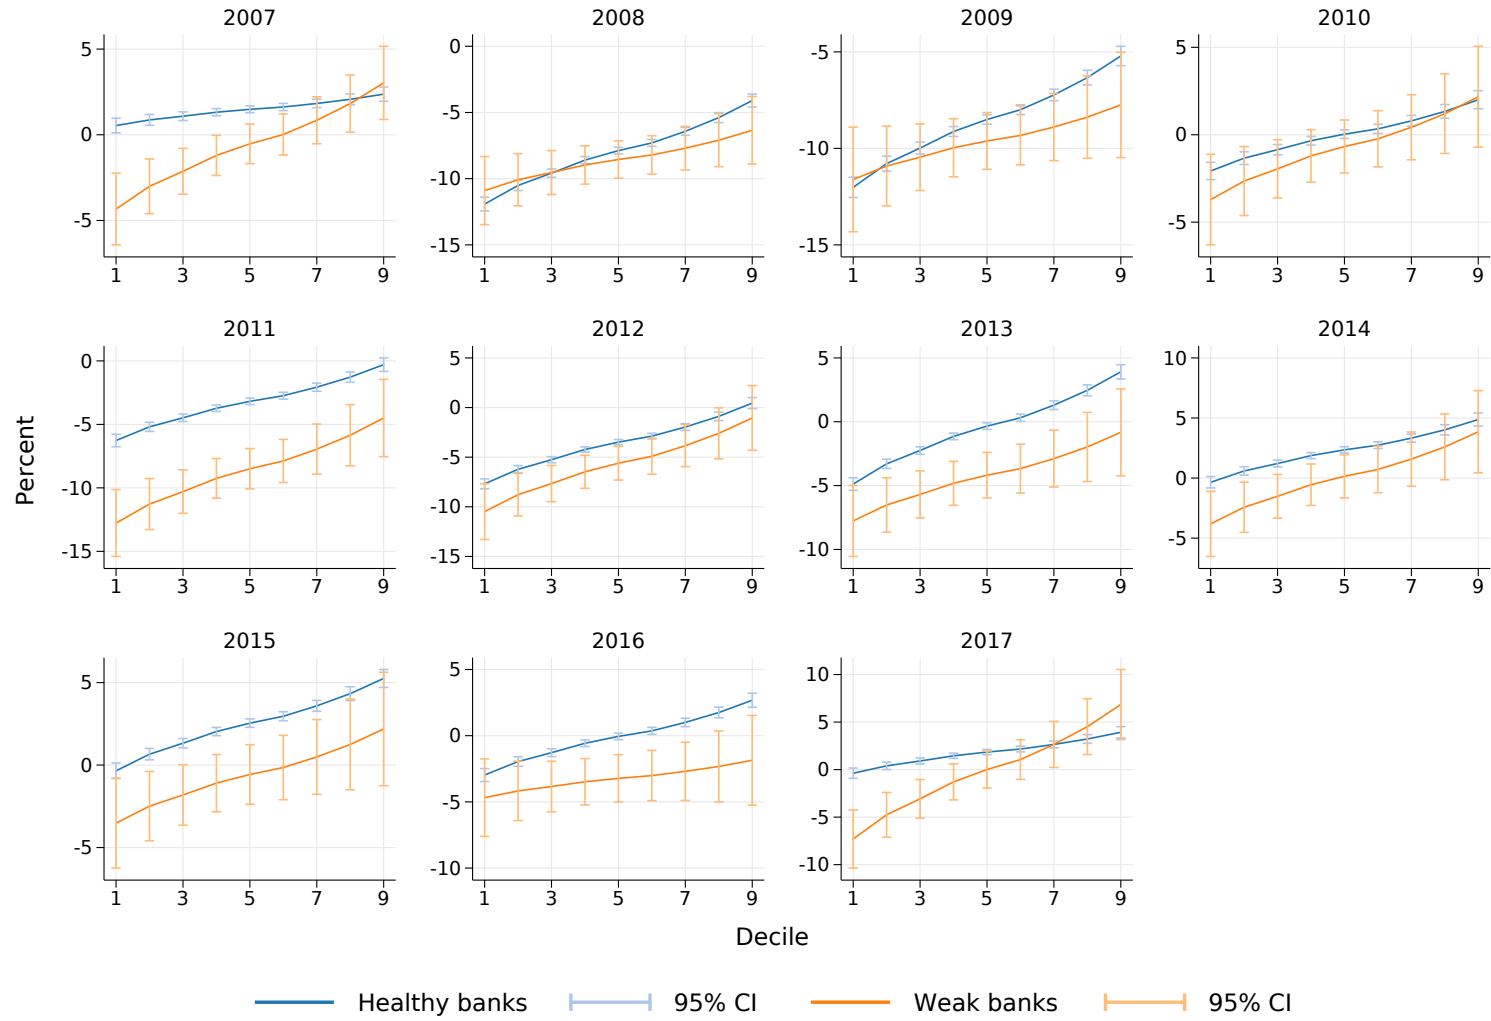 2007 2008 2009 2010
5 0 -5 5
0 -5 -10 0
-5 -10 -15 -5
-15
1 3 5 7 9 1 3 5 7 9 1 3 5 7 9 1 3 5 7 9
2011 2012 2013 2014
0 5 5 10
-5 0 0 5
-10 -5 -5 0
-15 -10 -10 -5
-15
1 3 5 7 9 1 3 5 7 9 1 3 5 7 9 1 3 5 7 9
2015 2016 2017
5 5 10
0 0 5
-5 -5 0
-10 -5
-10
1 3 5 7 9 1 3 5 7 9 1 3 5 7 9
Percent
Decile
Healthy banks 95% CI Weak banks 95% CI